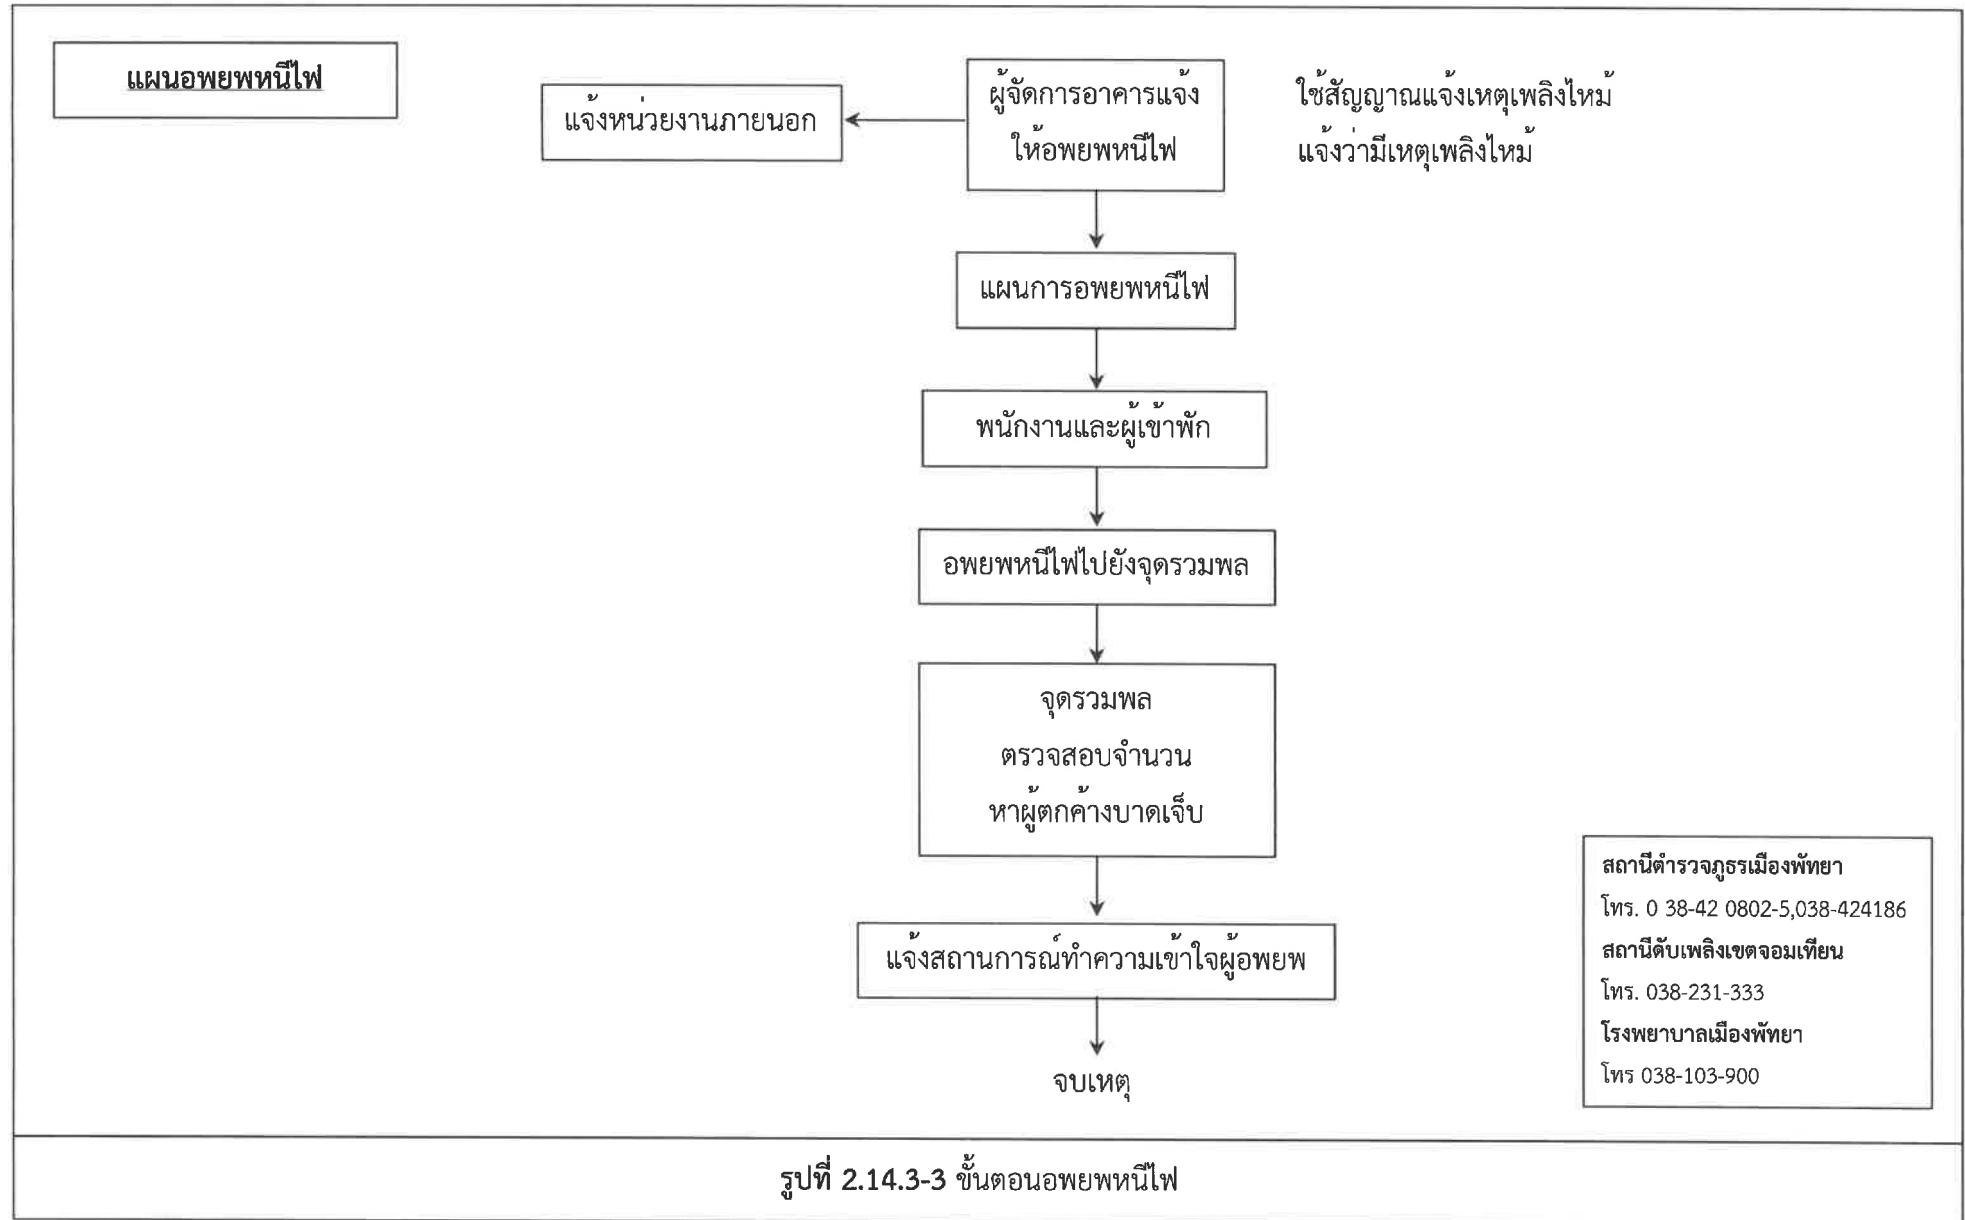 แผนอพยพหนีไฟ
แจ้งหน่วยงานภายนอก
ผู้จัดการอาคารแจ้ง
ให้อพยพหนีไฟ
ใช้สัญญาณแจ้งเหตุเพลิงไหม้
แจ้งว่ามีเหตุเพลิงไหม้
แผนการอพยพหนีไฟ
พนักงานและผู้เข้าพัก
อพยพหนีไฟไปยังจุดรวมพล
จุดรวมพล
ตรวจสอบจำนวน
หาผู้ตกค้างบาดเจ็บ
แจ้งสถานการณ์ทำความเข้าใจผู้อพยพ
จบเหตุ
สถานีตำรวจภูธรเมืองพัทยา
โทร. 0 38-42 0802-5,038-424186
สถานีดับเพลิงเขตจอมเทียน
โทร. 038-231-333
โรงพยาบาลเมืองพัทยา
โทร 038-103-900
รูปที่ 2.14.3-3 ขั้นตอนอพยพหนีไฟ